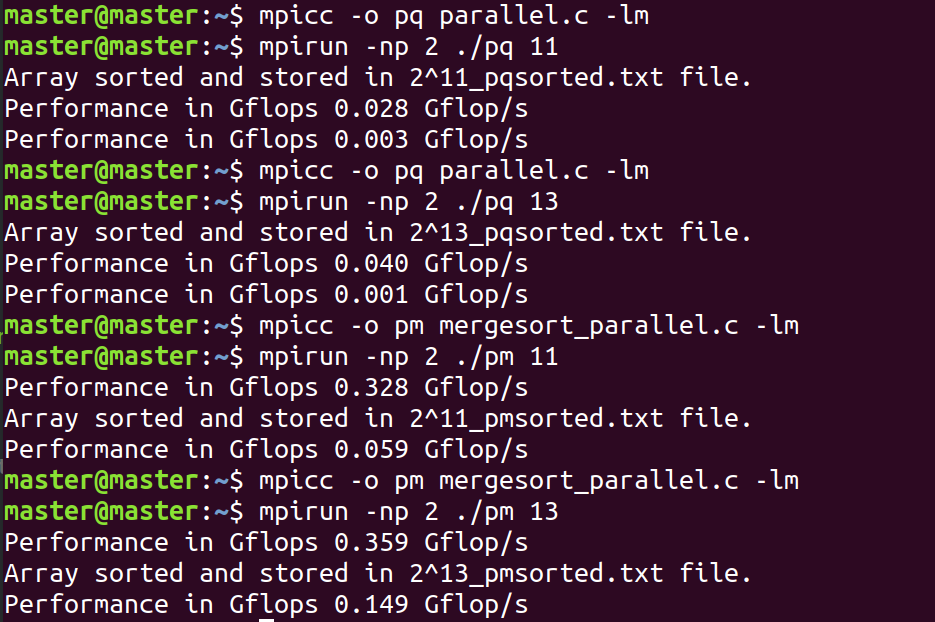 master@master:~$ mpicc -o pq parallel.c -lm
master@master:~$ mpirun -np 2 ./pq 11
Array sorted and stored in 2^11_pqsorted.txt file.
Performance in Gflops 0.028 Gflop/s
Performance in Gflops 0.003 Gflop/s
master@master:~$ mpicc -o pq parallel.c -lm
master@master:~$ mpirun -np 2 ./pq 13
Array sorted and stored in 2^13_pqsorted.txt file.
Performance in Gflops 0.040 Gflop/s
Performance in Gflops 0.001 Gflop/s
master@master:~$ mpicc -o pm mergesort_parallel.c -lm
master@master:~$ mpirun -np 2 ./pm 11
Performance in Gflops 0.328 Gflop/s
Array sorted and stored in 2^11_pmsorted.txt file.
Performance in Gflops 0.059 Gflop/s
master@master:~$ mpicc -o pm mergesort_parallel.c -lm
master@master:~$ mpirun -np 2 ./pm 13
Performance in Gflops 0.359 Gflop/s
Array sorted and stored in 2^13_pmsorted.txt file.
Performance in Gflops 0.149 Gflop/s